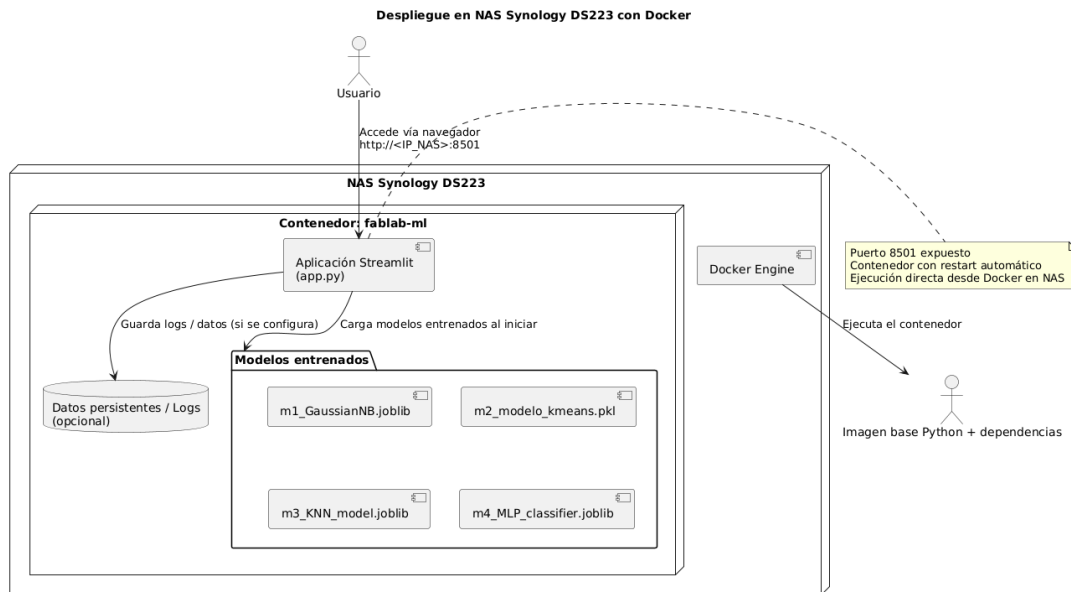 Despliegue en NAS Synology DS223 con Docker
Usuario
Accede vía navegador
http://<IP_NAS>:8501
NAS Synology DS223
Contenedor: fablab-ml
Aplicación Streamlit
(app.py)
Docker Engine
Puerto 8501 expuesto
Contenedor con restart automático
Ejecución directa desde Docker en NAS
Guarda logs / datos (si se configura)
Carga modelos entrenados al iniciar
Ejecuta el contenedor
Modelos entrenados
Datos persistentes / Logs
(opcional)
m1_GaussianNB.joblib
m2_modelo_kmeans.pkl
Imagen base Python + dependencias
m3_KNN_model.joblib
m4_MLP_classifier.joblib